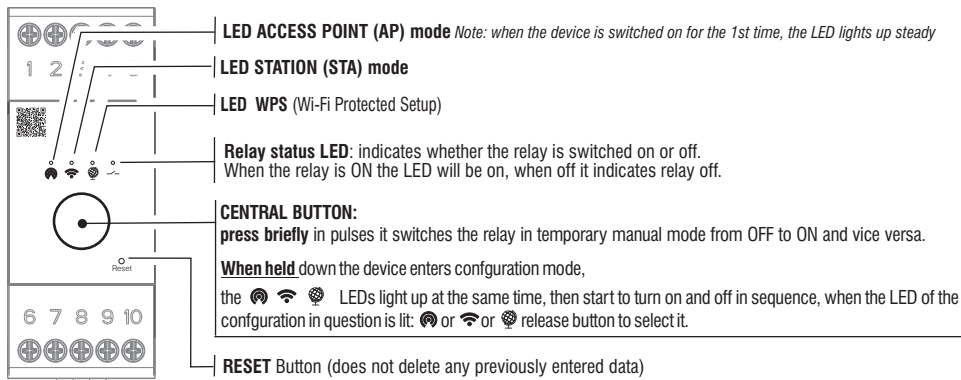 LED ACCESS POINT (AP) mode Note: when the device is switched on for the 1st time, the LED lights up steady
1 2
LED STATION (STA) mode
LED WPS (Wi-Fi Protected Setup)
Relay status LED: indicates whether the relay is switched on or off.
When the relay is ON the LED will be on, when off it indicates relay off.
CENTRAL BUTTON:
press briefly in pulses it switches the relay in temporary manual mode from OFF to ON and vice versa.
When held down the device enters confguration mode,
the LEDs light up at the same time, then start to turn on and off in sequence, when the LED of the
confguration in question is lit: or or release button to select it.
Reset
6 7 8 9 10
RESET Button (does not delete any previously entered data)